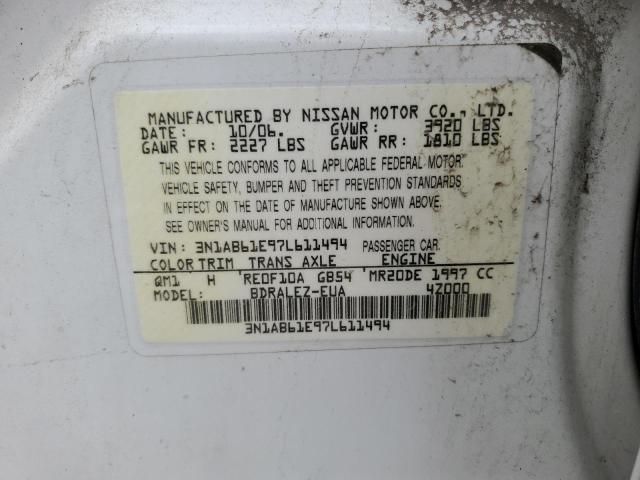 MANUFACTURED BY NISSAN MOTOR CO., LTD.
DATE: 10/06. GVWR: 3920 LBS
GAWR FR: 2227 LBS GAWR RR: 1810 LBS
THIS VEHICLE CONFORMS TO ALL APPLICABLE FEDERAL MOTOR
VEHICLE SAFETY, BUMPER AND THEFT PREVENTION STANDARDS
IN EFFECT ON THE DATE OF MANUFACTURE SHOWN ABOVE.
SEE OWNER'S MANUAL FOR ADDITIONAL INFORMATION.
VIN: 3N1AB61E97L611494 PASSENGER CAR
COLOR TRIM TRANS AXLE ENGINE
QM1 H RE0F10A GB54 MR20DE 1997 CC
MODEL: BDRALEZ-EUA 4Z000
3N1AB61E97L611494